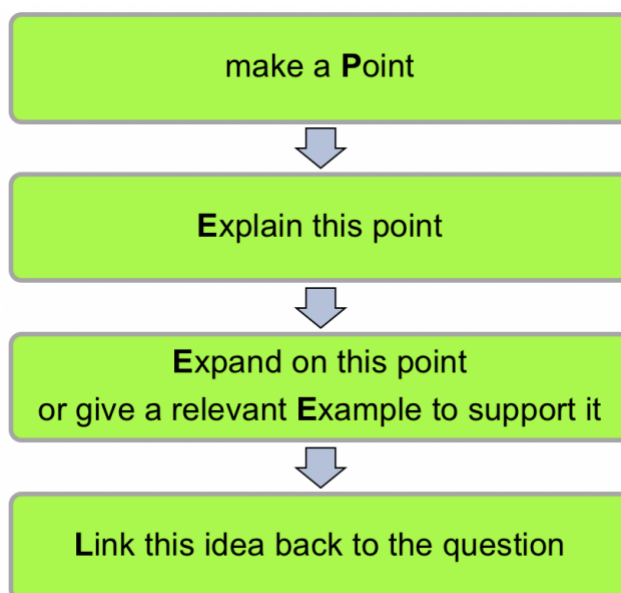 make a Point
Explain this point
Expand on this point
or give a relevant Example to support it
Link this idea back to the question